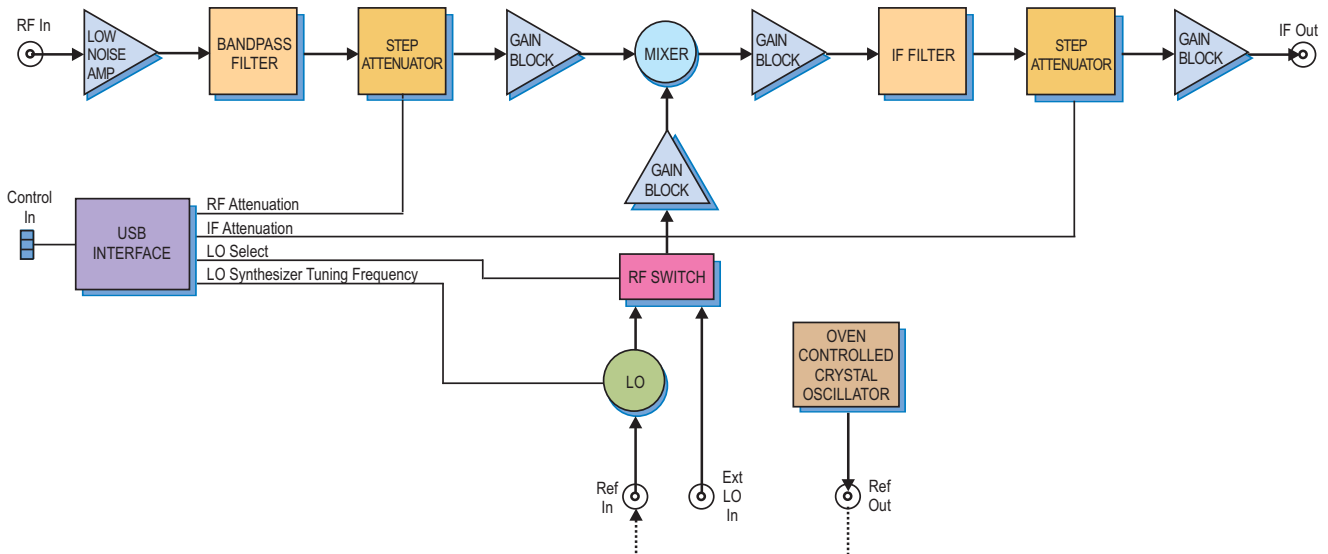 RF In
LOW
NOISE
AMP
BANDPASS
FILTER
STEP
ATTENUATOR
GAIN
BLOCK
MIXER
GAIN
BLOCK
IF FILTER
STEP
ATTENUATOR
GAIN
BLOCK
IF Out
GAIN
BLOCK
Control
In
USB
INTERFACE
RF Attenuation
IF Attenuation
LO Select
LO Synthesizer Tuning Frequency
RF SWITCH
LO
OVEN
CONTROLLED
CRYSTAL
OSCILLATOR
Ref
In
Ext
LO
In
Ref
Out